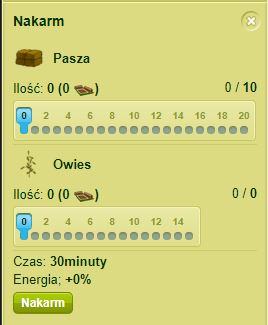 Nakarm
Pasza
Ilość: 0 (0 ) 0 / 10
0 2 4 6 8 10 12 14 16 18 20
Owies
Ilość: 0 (0 ) 0 / 0
0 2 4 6 8 10 12 14
Czas: 30minuty
Energia; +0%
Nakarm